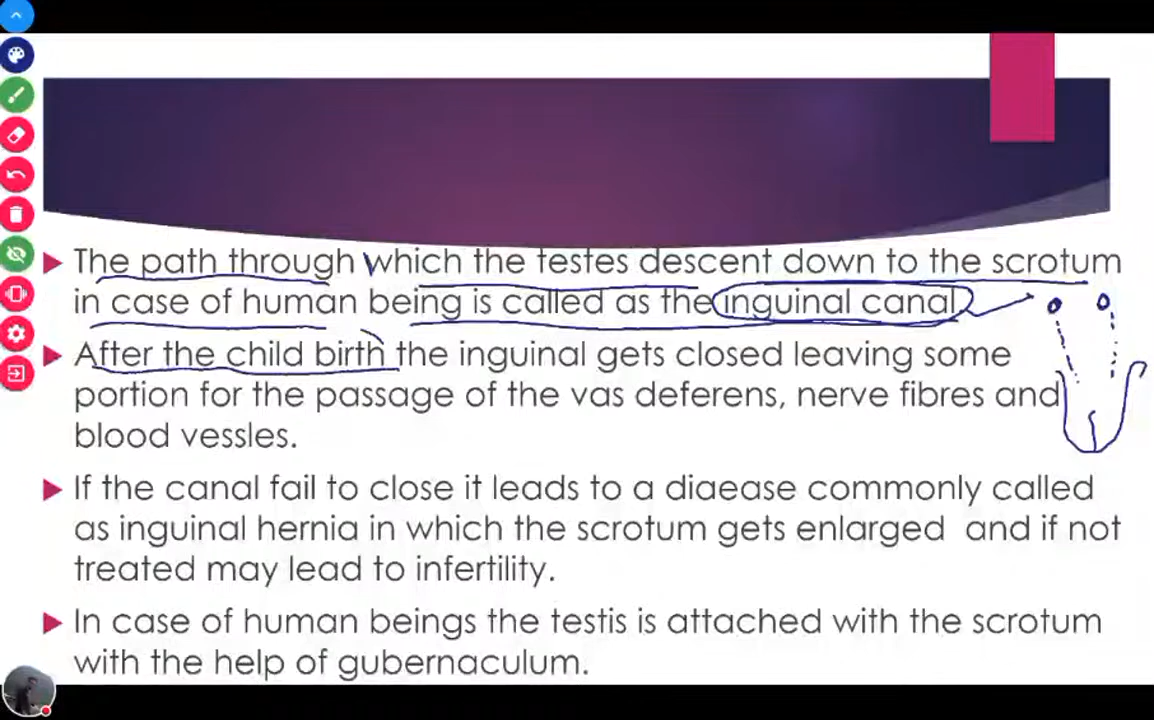 The path through which the testes descent down to the scrotum
in case of human being is called as the inguinal canal
After the child birth the inguinal gets closed leaving some
portion for the passage of the vas deferens, nerve fibres and
blood vessles.
If the canal fail to close it leads to a diaease commonly called
as inguinal hernia in which the scrotum gets enlarged and if not
treated may lead to infertility.
In case of human beings the testis is attached with the scrotum
with the help of gubernaculum.